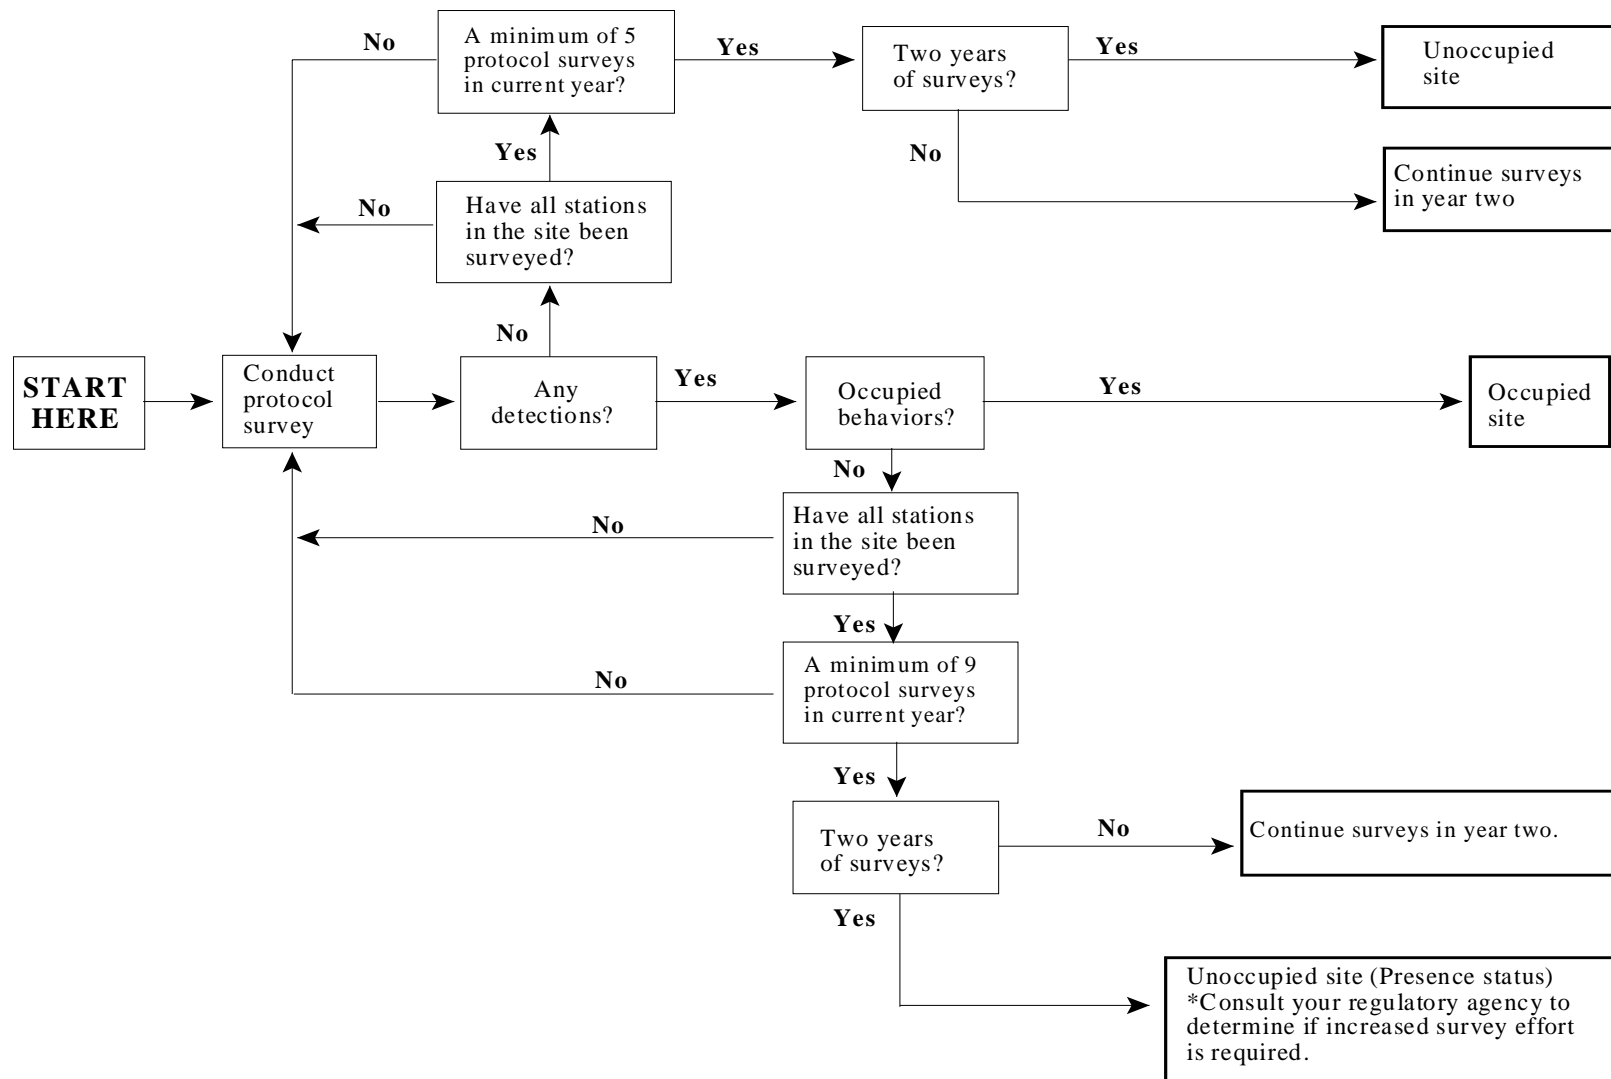 No
A minimum of 5
protocol surveys
in current year?
Yes
Two years
of surveys?
Yes
Unoccupied
site
Yes
No
Continue surveys
in year two
No
Have all stations
in the site been
surveyed?
No
START
HERE
Conduct
protocol
survey
Any
detections?
Yes
Occupied
behaviors?
Yes
Occupied
site
No
Have all stations
in the site been
surveyed?
No
Yes
A minimum of 9
protocol surveys
in current year?
No
Yes
Two years
of surveys?
No
Continue surveys in year two.
Yes
Unoccupied site (Presence status)
*Consult your regulatory agency to
determine if increased survey effort
is required.